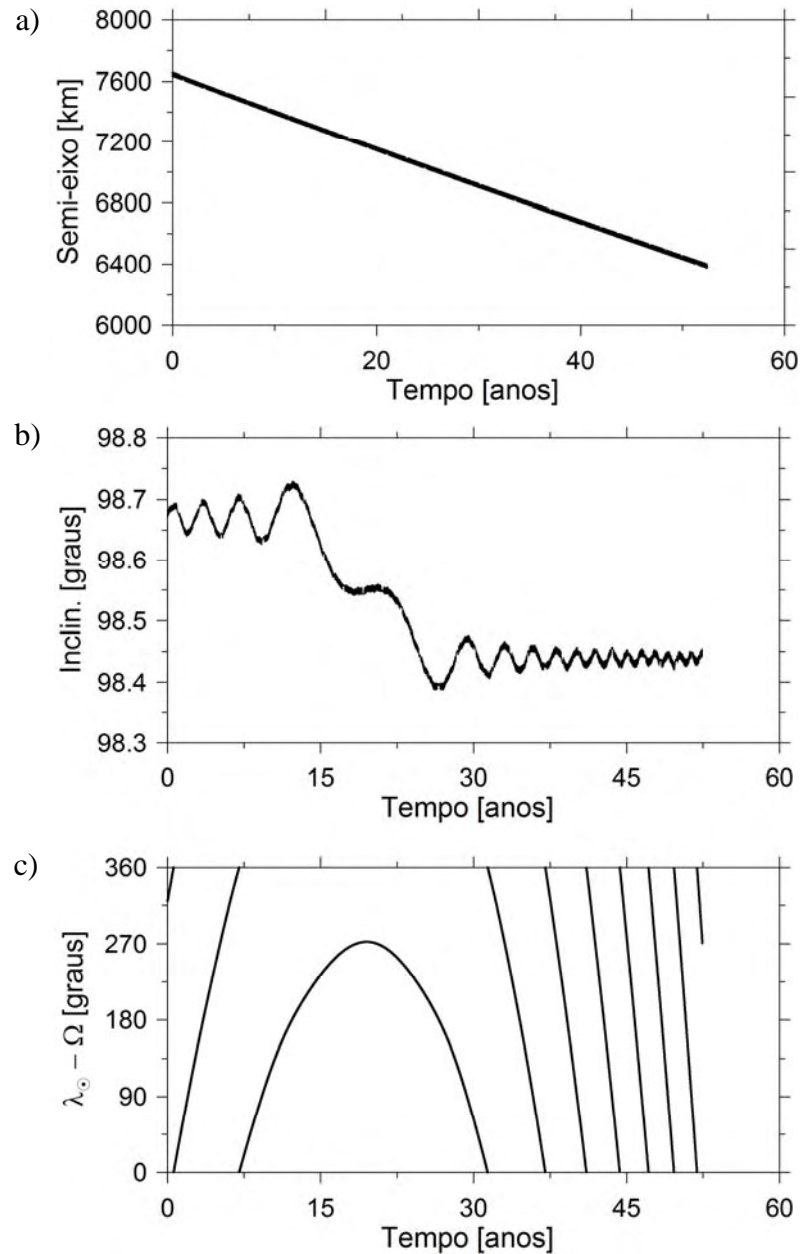 a)
8000
7600
7200
6800
6400
6000
Semi-eixo [km]
0 20 40 60
Tempo [anos]
b)
98.8
98.7
98.6
98.5
98.4
98.3
Inclin. [graus]
0 15 30 45 60
Tempo [anos]
c)
360
270
180
90
0
λ☉ − Ω [graus]
0 15 30 45 60
Tempo [anos]